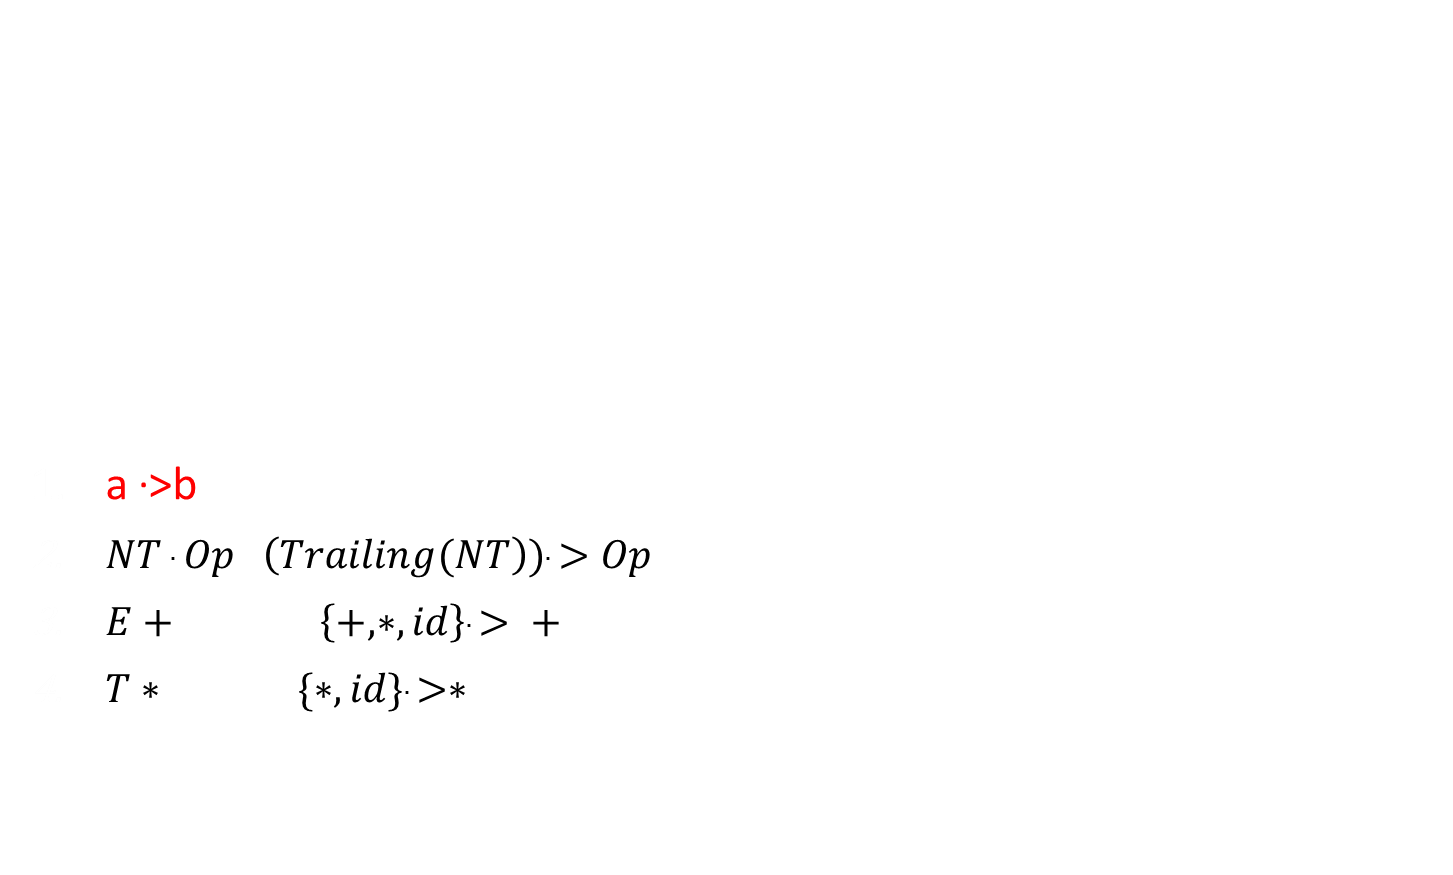 a ·>b
NT · Op (Trailing(NT))· > Op
E + {+,∗, id}· > +
T ∗ {∗, id}· >∗